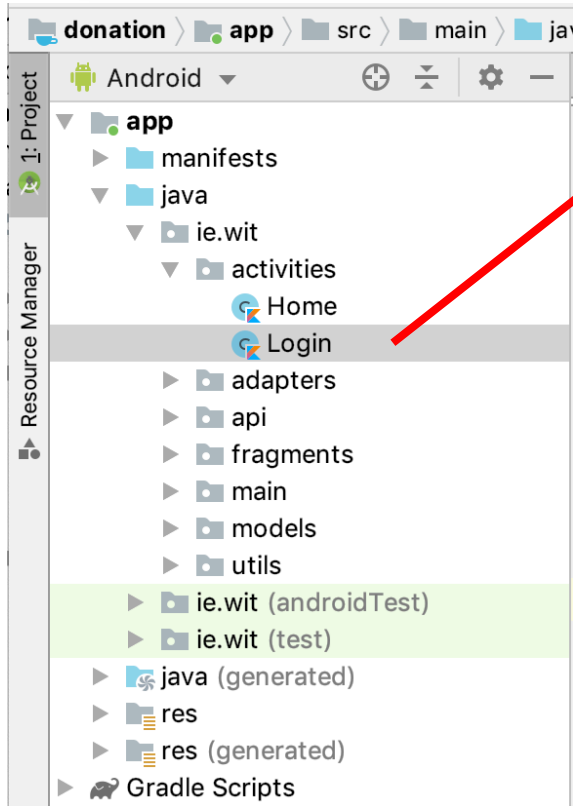 donation app src main jav
Android
1: Project
app
manifests
java
ie.wit
activities
Home
Login
adapters
api
fragments
main
models
utils
ie.wit (androidTest)
ie.wit (test)
java (generated)
res
res (generated)
Gradle Scripts
Resource Manager